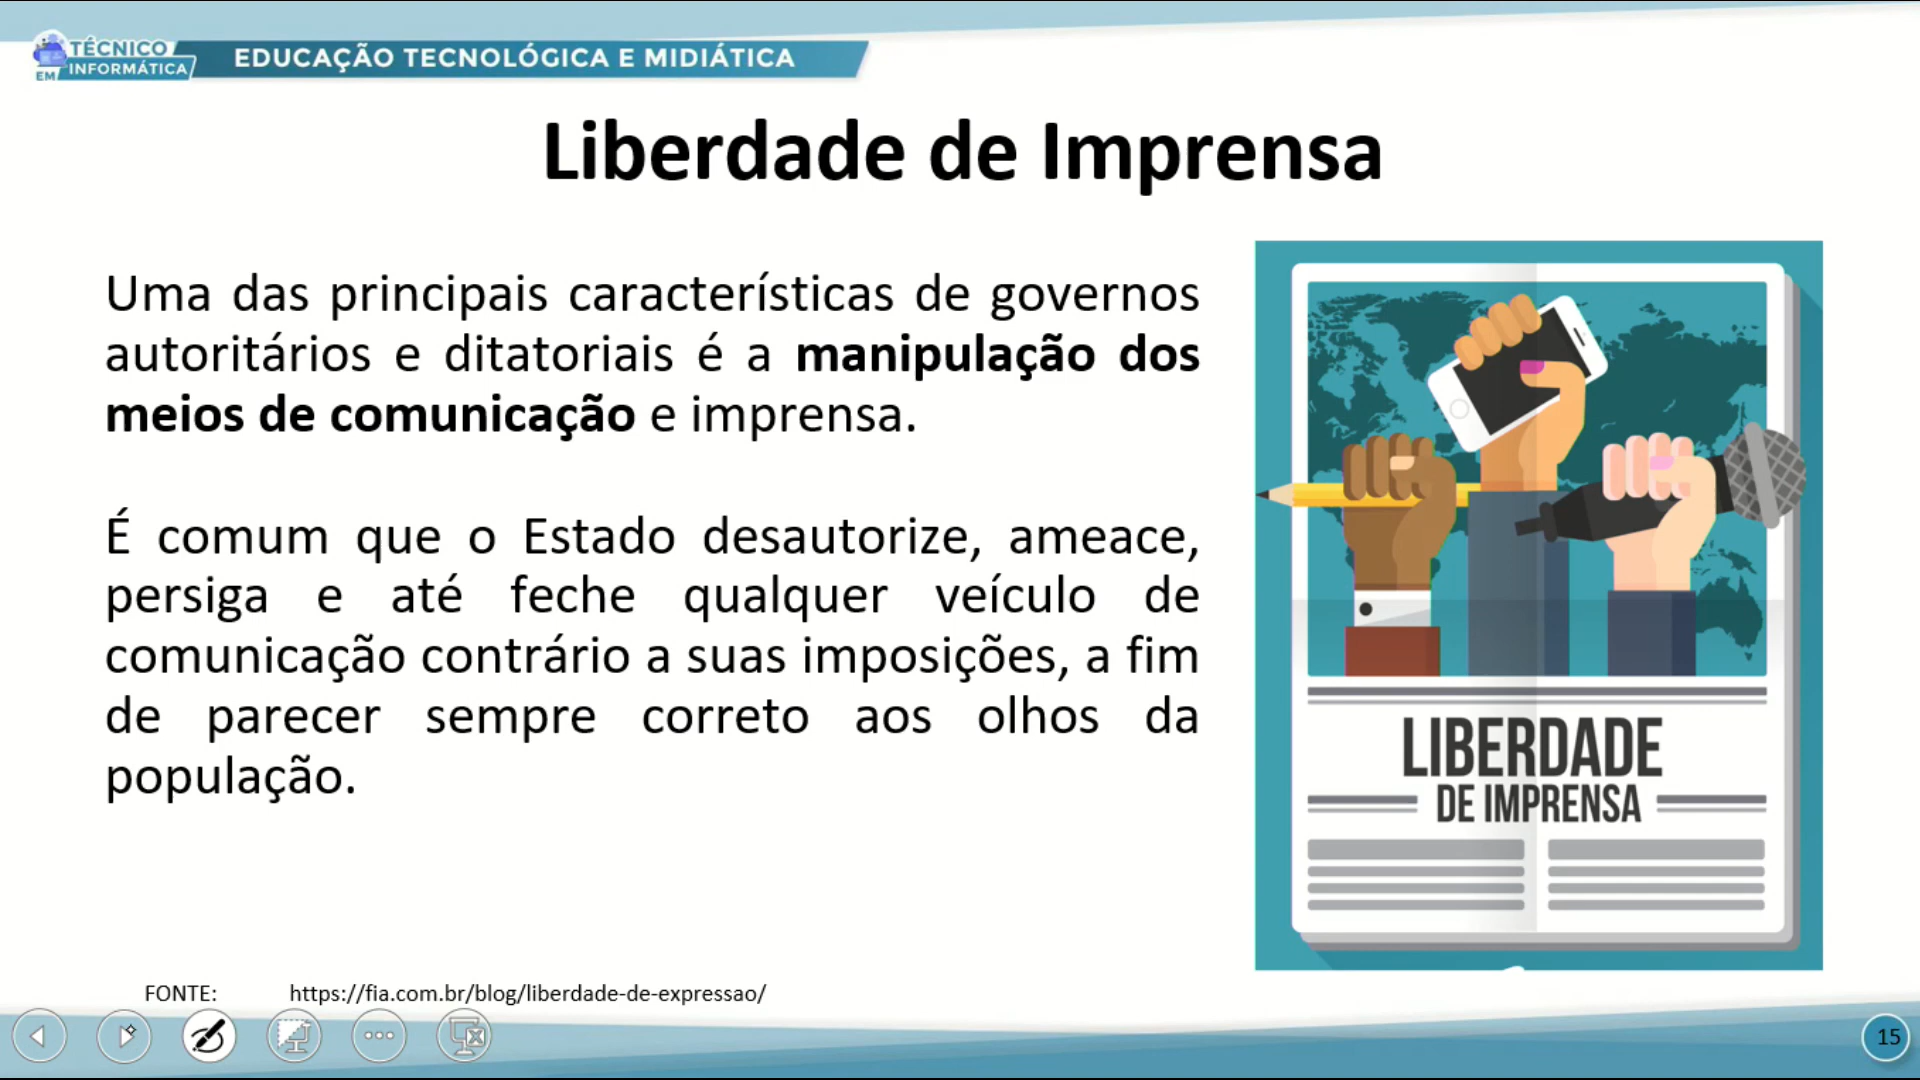 TÉCNICO
EM INFORMÁTICA
EDUCAÇÃO TECNOLÓGICA E MIDIÁTICA
Liberdade de Imprensa
Uma das principais características de governos
autoritários e ditatoriais é a manipulação dos
meios de comunicação e imprensa.
É comum que o Estado desautorize, ameace,
persiga e até feche qualquer veículo de
comunicação contrário a suas imposições, a fim
de parecer sempre correto aos olhos da
população.
LIBERDADE
DE IMPRENSA
FONTE: https://fia.com.br/blog/liberdade-de-expressao/
15